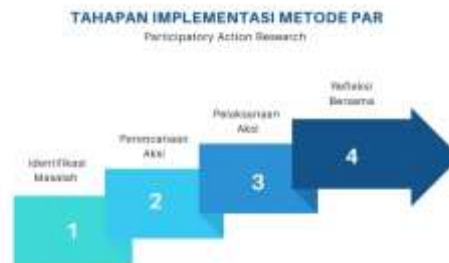 TAHAPAN IMPLEMENTASI METODE PAR
Participatory Action Research
Identifikasi
Masalah
1
Perencanaan
Aksi
2
Pelaksanaan
Aksi
3
Refleksi
Bersama
4